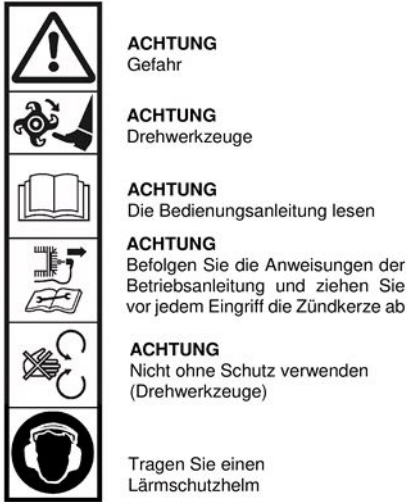 ACHTUNG
Gefahr
ACHTUNG
Drehwerkzeuge
ACHTUNG
Die Bedienungsanleitung lesen
ACHTUNG
Befolgen Sie die Anweisungen der
Betriebsanleitung und ziehen Sie
vor jedem Eingriff die Zündkerze ab
ACHTUNG
Nicht ohne Schutz verwenden
(Drehwerkzeuge)
Tragen Sie einen
Lärmschutzhelm